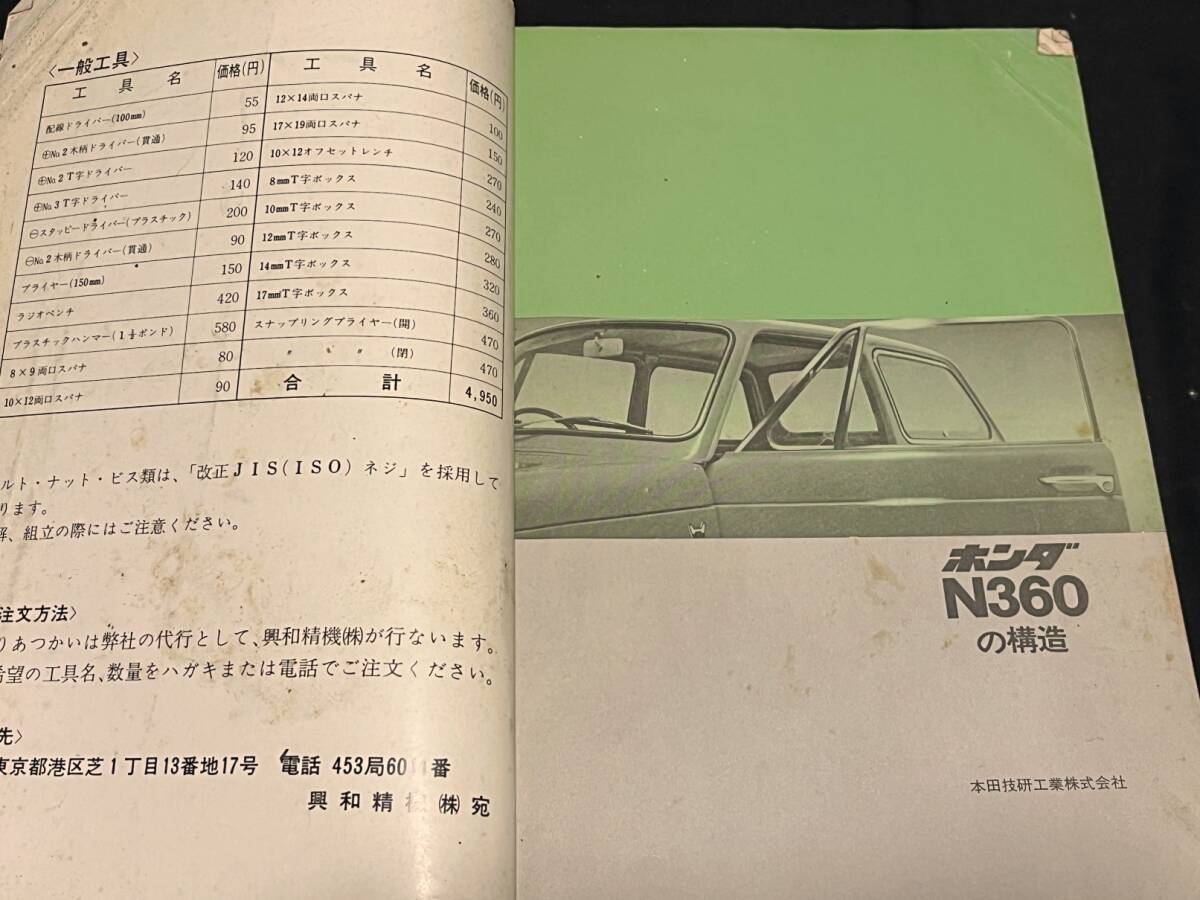 〈一般工具〉
工具名 価格(円) 工具名 価格(円)
配線ドライバー(100mm) 55 12×14両口スパナ 100
⊕No.2木柄ドライバー(貫通) 95 17×19両口スパナ 150
⊕No.2T字ドライバー 120 10×12オフセットレンチ 270
⊕No.3T字ドライバー 140 8mmT字ボックス 240
⊖スタッビードライバー(プラスチック) 200 10mmT字ボックス 270
⊖No.2木柄ドライバー(貫通) 90 12mmT字ボックス 280
プライヤー(150mm) 150 14mmT字ボックス 320
ラジオペンチ 420 17mmT字ボックス 360
プラスチックハンマー(1½ポンド) 580 スナップリングプライヤー(開) 470
8×9両口スパナ 80 〃 〃 (閉) 470
10×12両口スパナ 90 合計 4,950
ルト・ナット・ビス類は、「改正JIS(ISO)ネジ」を採用して
ります。
解、組立の際にはご注意ください。
注文方法〉
りあつかいは弊社の代行として、興和精機㈱が行ないます。
希望の工具名、数量をハガキまたは電話でご注文ください。
先〉
東京都港区芝1丁目13番地17号 電話 453局60 1番
興和精機㈱宛
ホンダ
N360
の構造
本田技研工業株式会社